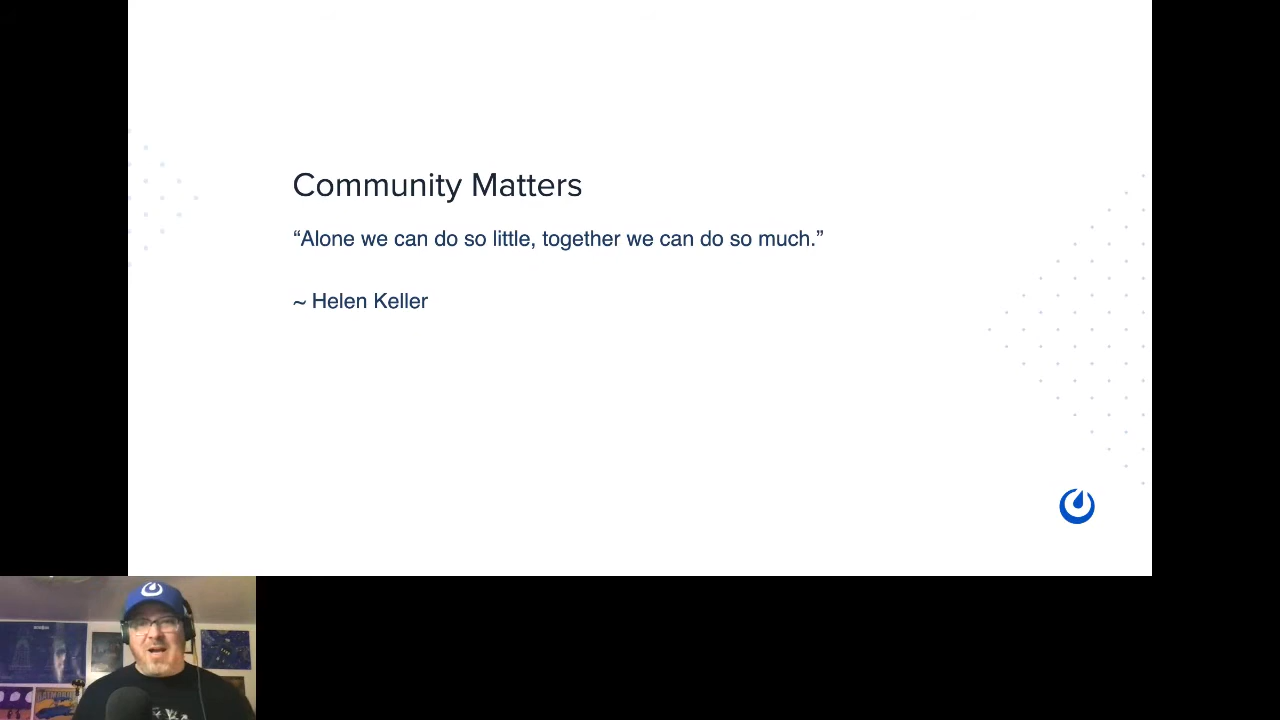 Community Matters
“Alone we can do so little, together we can do so much.”
~ Helen Keller